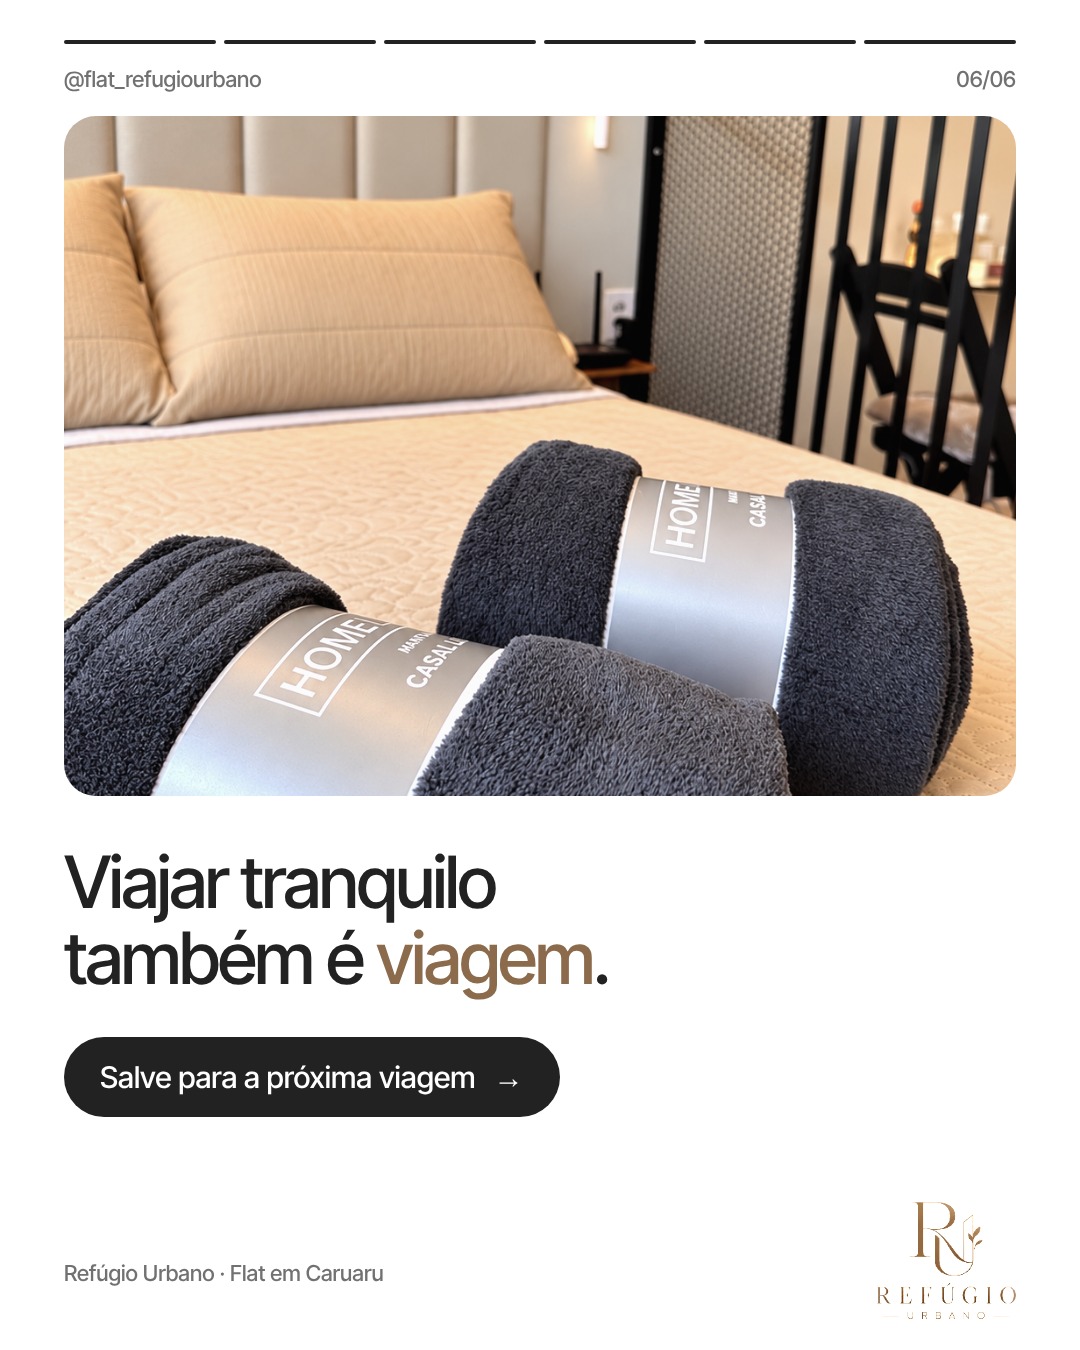 @flat_refugiourbano
06/06
HOME
CASAL
HOME
CASAL
Viajar tranquilo
também é viagem.
Salve para a próxima viagem →
Refúgio Urbano · Flat em Caruaru
RU
REFÚGIO
URBANO